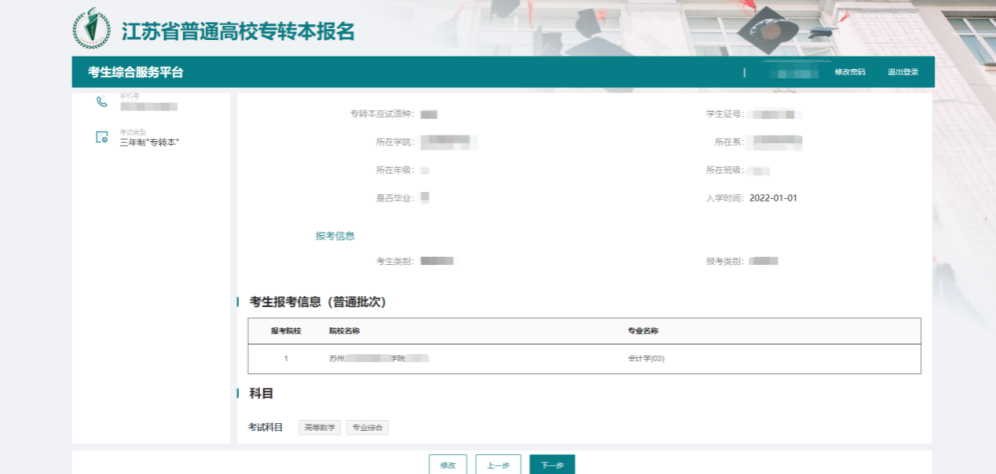 江苏省普通高校专转本报名
考生综合服务平台 | 修改密码 退出登录
手机号
考试类型
三年制"专转本"
专转本应试语种： 学生证号：
所在学院： 所在系：
所在年级： 所在班级：
是否毕业： 入学时间：2022-01-01
报考信息
考生类别： 报考类别：
考生报考信息（普通批次）
报考院校 院校名称 专业名称
1 苏州 学院 会计学(03)
科目
考试科目 高等数学 专业综合
修改 上一步 下一步